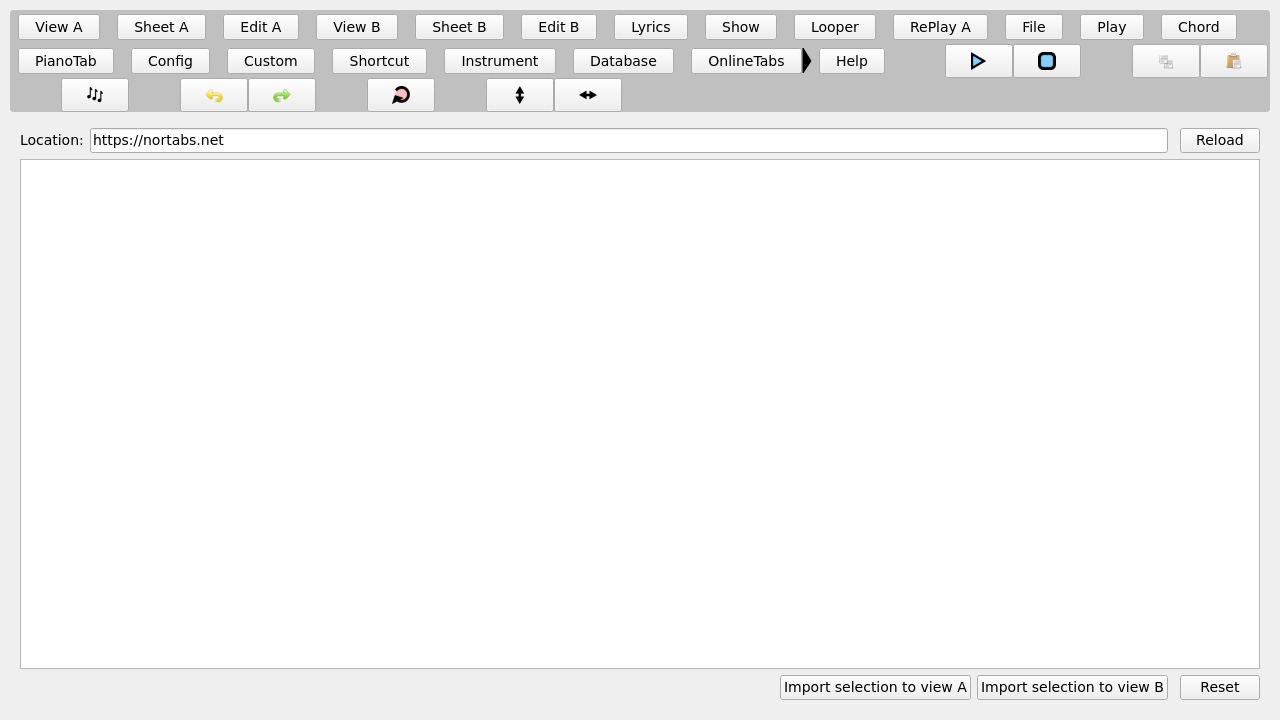 View A Sheet A Edit A View B Sheet B Edit B Lyrics Show Looper RePlay A File Play Chord
PianoTab Config Custom Shortcut Instrument Database OnlineTabs Help
Location: https://nortabs.net Reload
Import selection to view A Import selection to view B Reset